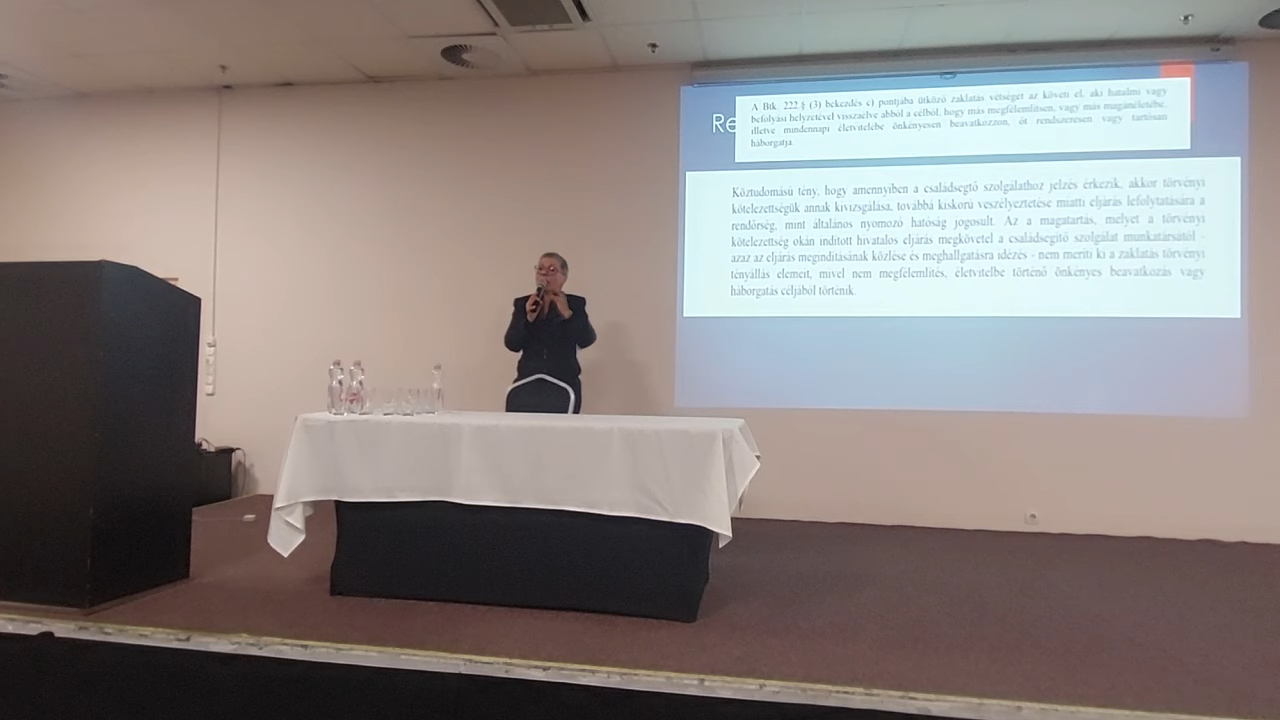 Re
A Btk. 222.§ (3) bekezdés c) pontjába ütköző zaklatás vétségét az követi el, aki hatalmi vagy
befolyási helyzetével visszaélve abból a célból, hogy más megfélemlítsen, vagy más magánéletébe,
illetve mindennapi életvitelébe önkényesen beavatkozzon, őt rendszeresen vagy tartósan
háborgatja.
Köztudomású tény, hogy amennyiben a családsegítő szolgálathoz jelzés érkezik, akkor törvényi
kötelezettségük annak kivizsgálása, továbbá kiskorú veszélyeztetése miatti eljárás lefolytatására a
rendőrség, mint általános nyomozó hatóság jogosult. Az a magatartás, melyet a törvényi
kötelezettség okán indított hivatalos eljárás megkövetel a családsegítő szolgálat munkatársától -
azaz az eljárás megindításának közlése és meghallgatásra idézés - nem meríti ki a zaklatás törvényi
tényállás elemeit, mivel nem megfélemlítés, életvitelbe történő önkényes beavatkozás vagy
háborgatás céljából történik.